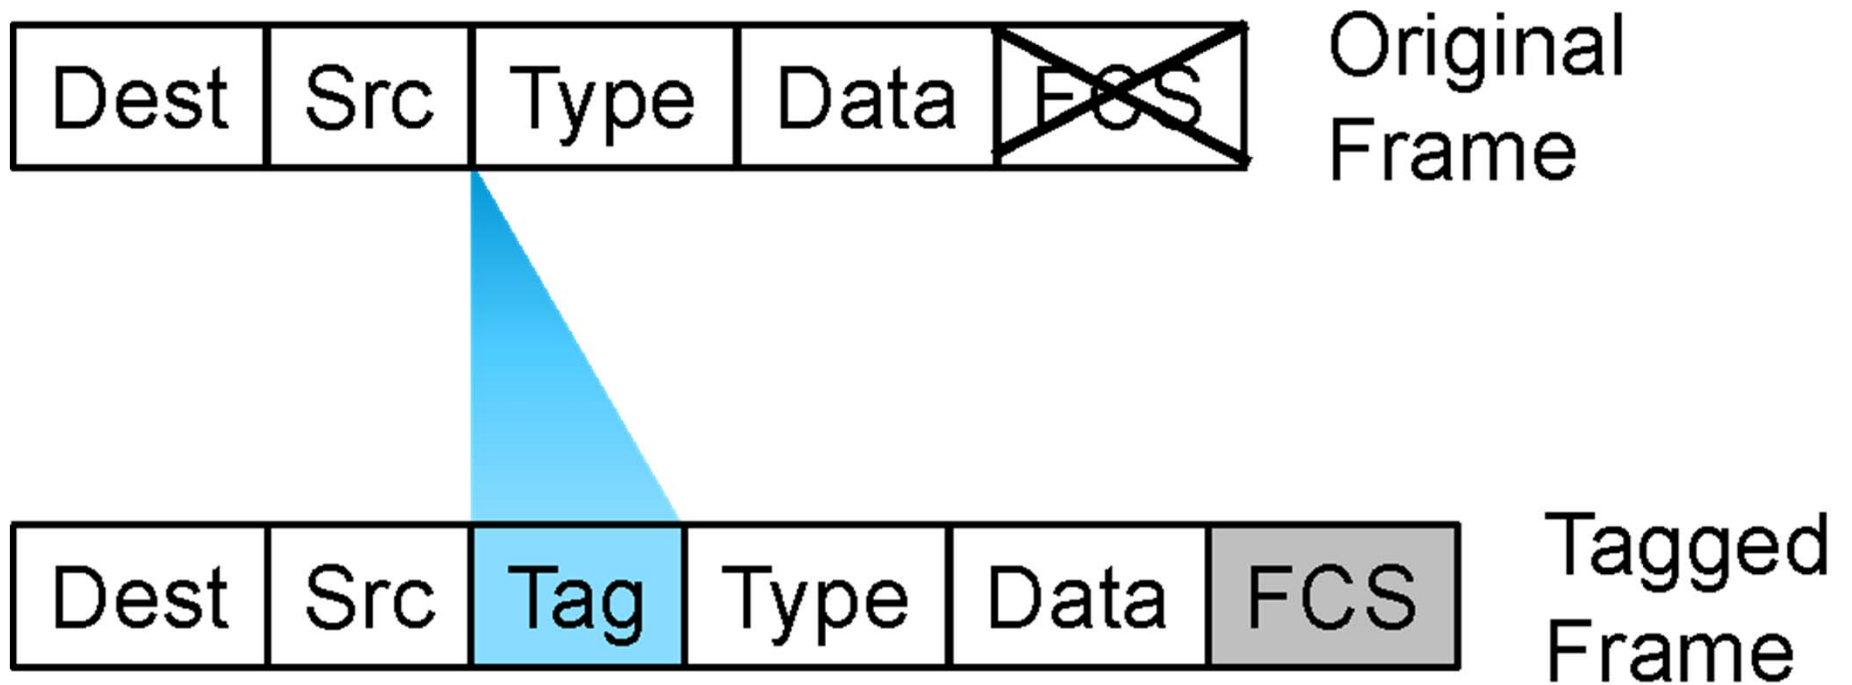 Dest Src Type Data FCS Original
Frame
Dest Src Tag Type Data FCS Tagged
Frame